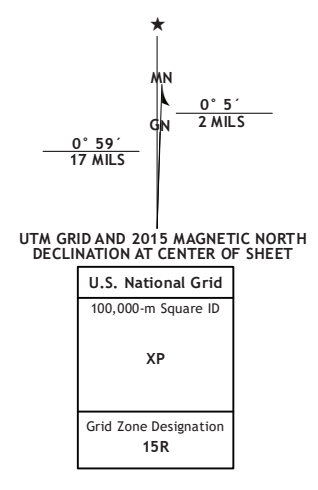 ★
MN
0° 5´
2 MILS
GN
0° 59´
17 MILS
UTM GRID AND 2015 MAGNETIC NORTH
DECLINATION AT CENTER OF SHEET
U.S. National Grid
100,000-m Square ID
XP
Grid Zone Designation
15R